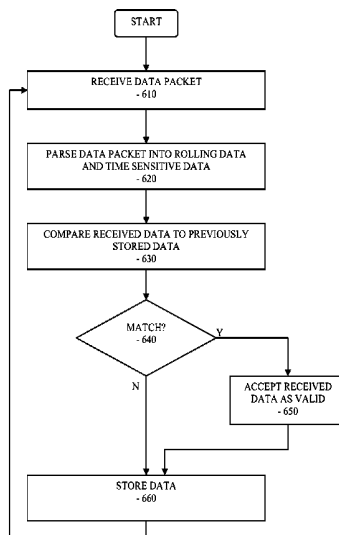 START
RECEIVE DATA PACKET
- 610
PARSE DATA PACKET INTO ROLLING DATA
AND TIME SENSITIVE DATA
- 620
COMPARE RECEIVED DATA TO PREVIOUSLY
STORED DATA
- 630
MATCH?
- 640
Y
N
ACCEPT RECEIVED
DATA AS VALID
- 650
STORE DATA
- 660